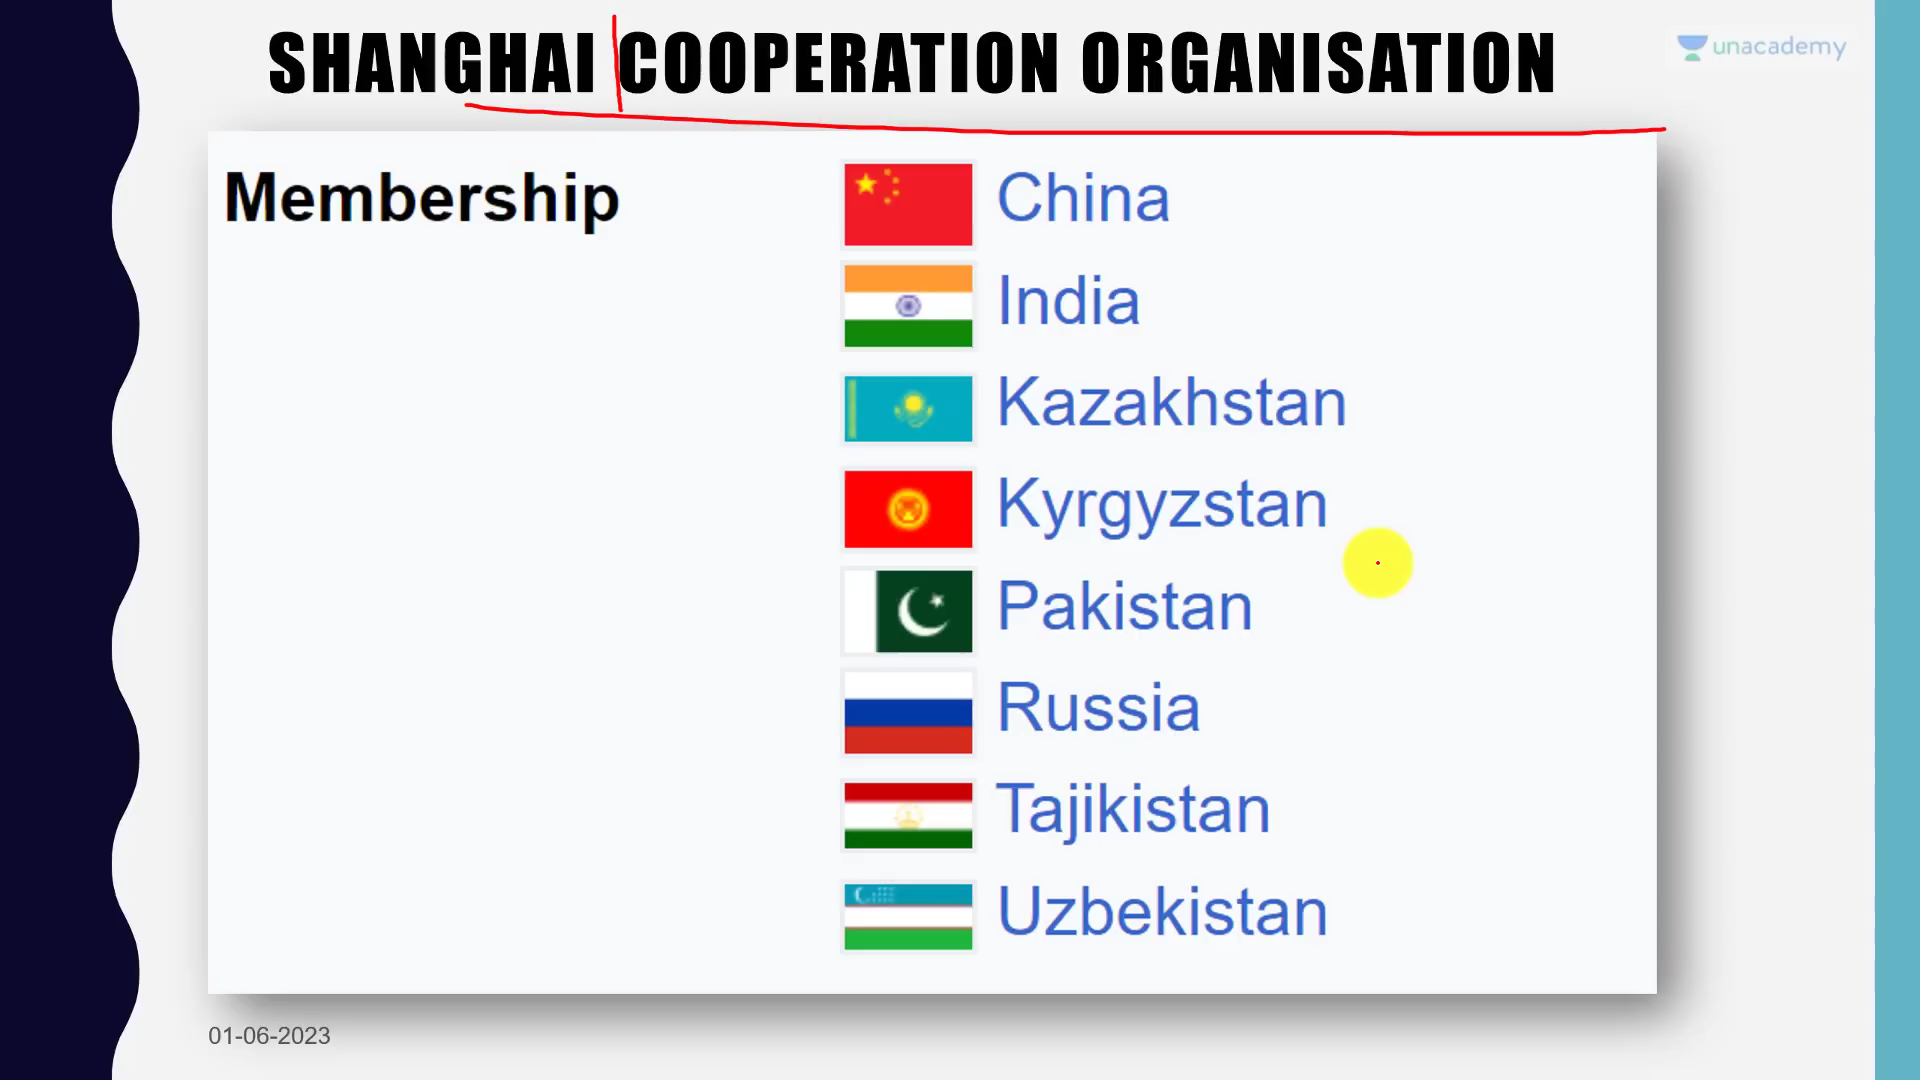 SHANGHAI COOPERATION ORGANISATION
unacademy
Membership
China
India
Kazakhstan
Kyrgyzstan
Pakistan
Russia
Tajikistan
Uzbekistan
01-06-2023